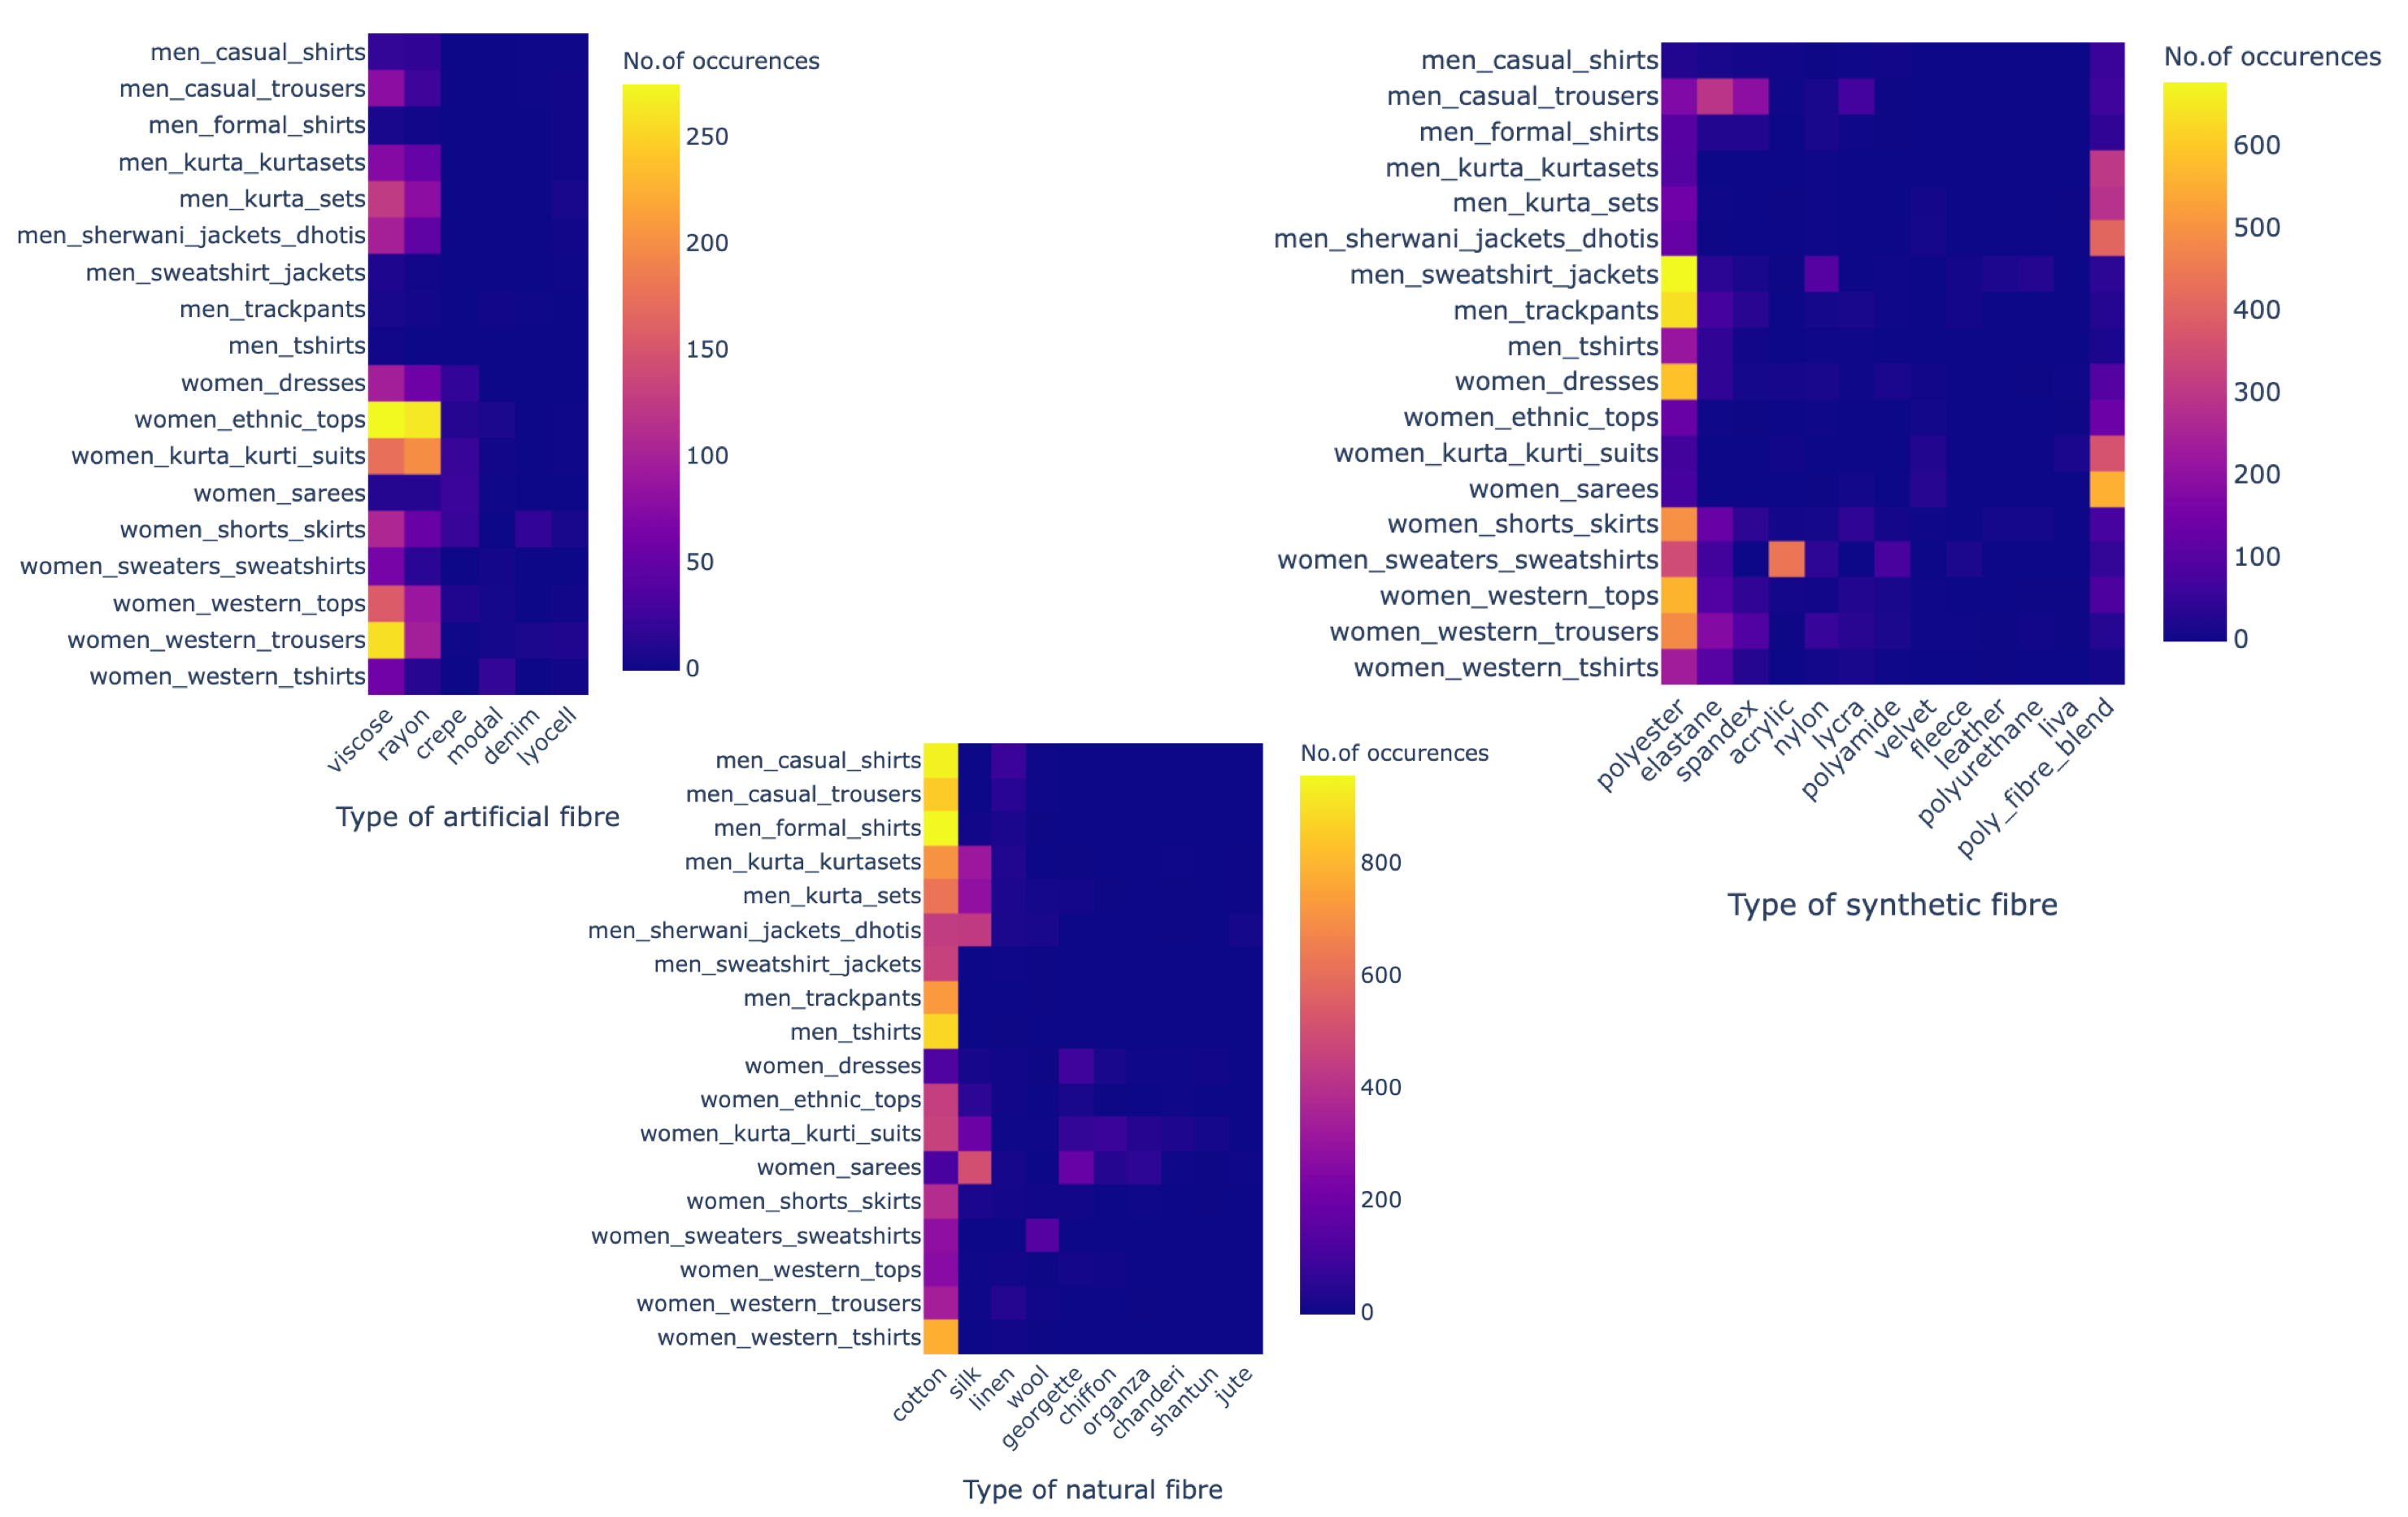 men_casual_shirts
men_casual_trousers
men_formal_shirts
men_kurta_kurtasets
men_kurta_sets
men_sherwani_jackets_dhotis
men_sweatshirt_jackets
men_trackpants
men_tshirts
women_dresses
women_ethnic_tops
women_kurta_kurti_suits
women_sarees
women_shorts_skirts
women_sweaters_sweatshirts
women_western_tops
women_western_trousers
women_western_tshirts
viscose
rayon
crepe
modal
denim
lyocell
Type of artificial fibre
No.of occurences
250
200
150
100
50
0
men_casual_shirts
men_casual_trousers
men_formal_shirts
men_kurta_kurtasets
men_kurta_sets
men_sherwani_jackets_dhotis
men_sweatshirt_jackets
men_trackpants
men_tshirts
women_dresses
women_ethnic_tops
women_kurta_kurti_suits
women_sarees
women_shorts_skirts
women_sweaters_sweatshirts
women_western_tops
women_western_trousers
women_western_tshirts
polyester
elastane
spandex
acrylic
nylon
lycra
polyamide
velvet
fleece
leather
polyurethane
liva
poly_fibre_blend
Type of synthetic fibre
No.of occurences
600
500
400
300
200
100
0
men_casual_shirts
men_casual_trousers
men_formal_shirts
men_kurta_kurtasets
men_kurta_sets
men_sherwani_jackets_dhotis
men_sweatshirt_jackets
men_trackpants
men_tshirts
women_dresses
women_ethnic_tops
women_kurta_kurti_suits
women_sarees
women_shorts_skirts
women_sweaters_sweatshirts
women_western_tops
women_western_trousers
women_western_tshirts
cotton
silk
linen
wool
georgette
chiffon
organza
chanderi
shantun
jute
Type of natural fibre
No.of occurences
800
600
400
200
0